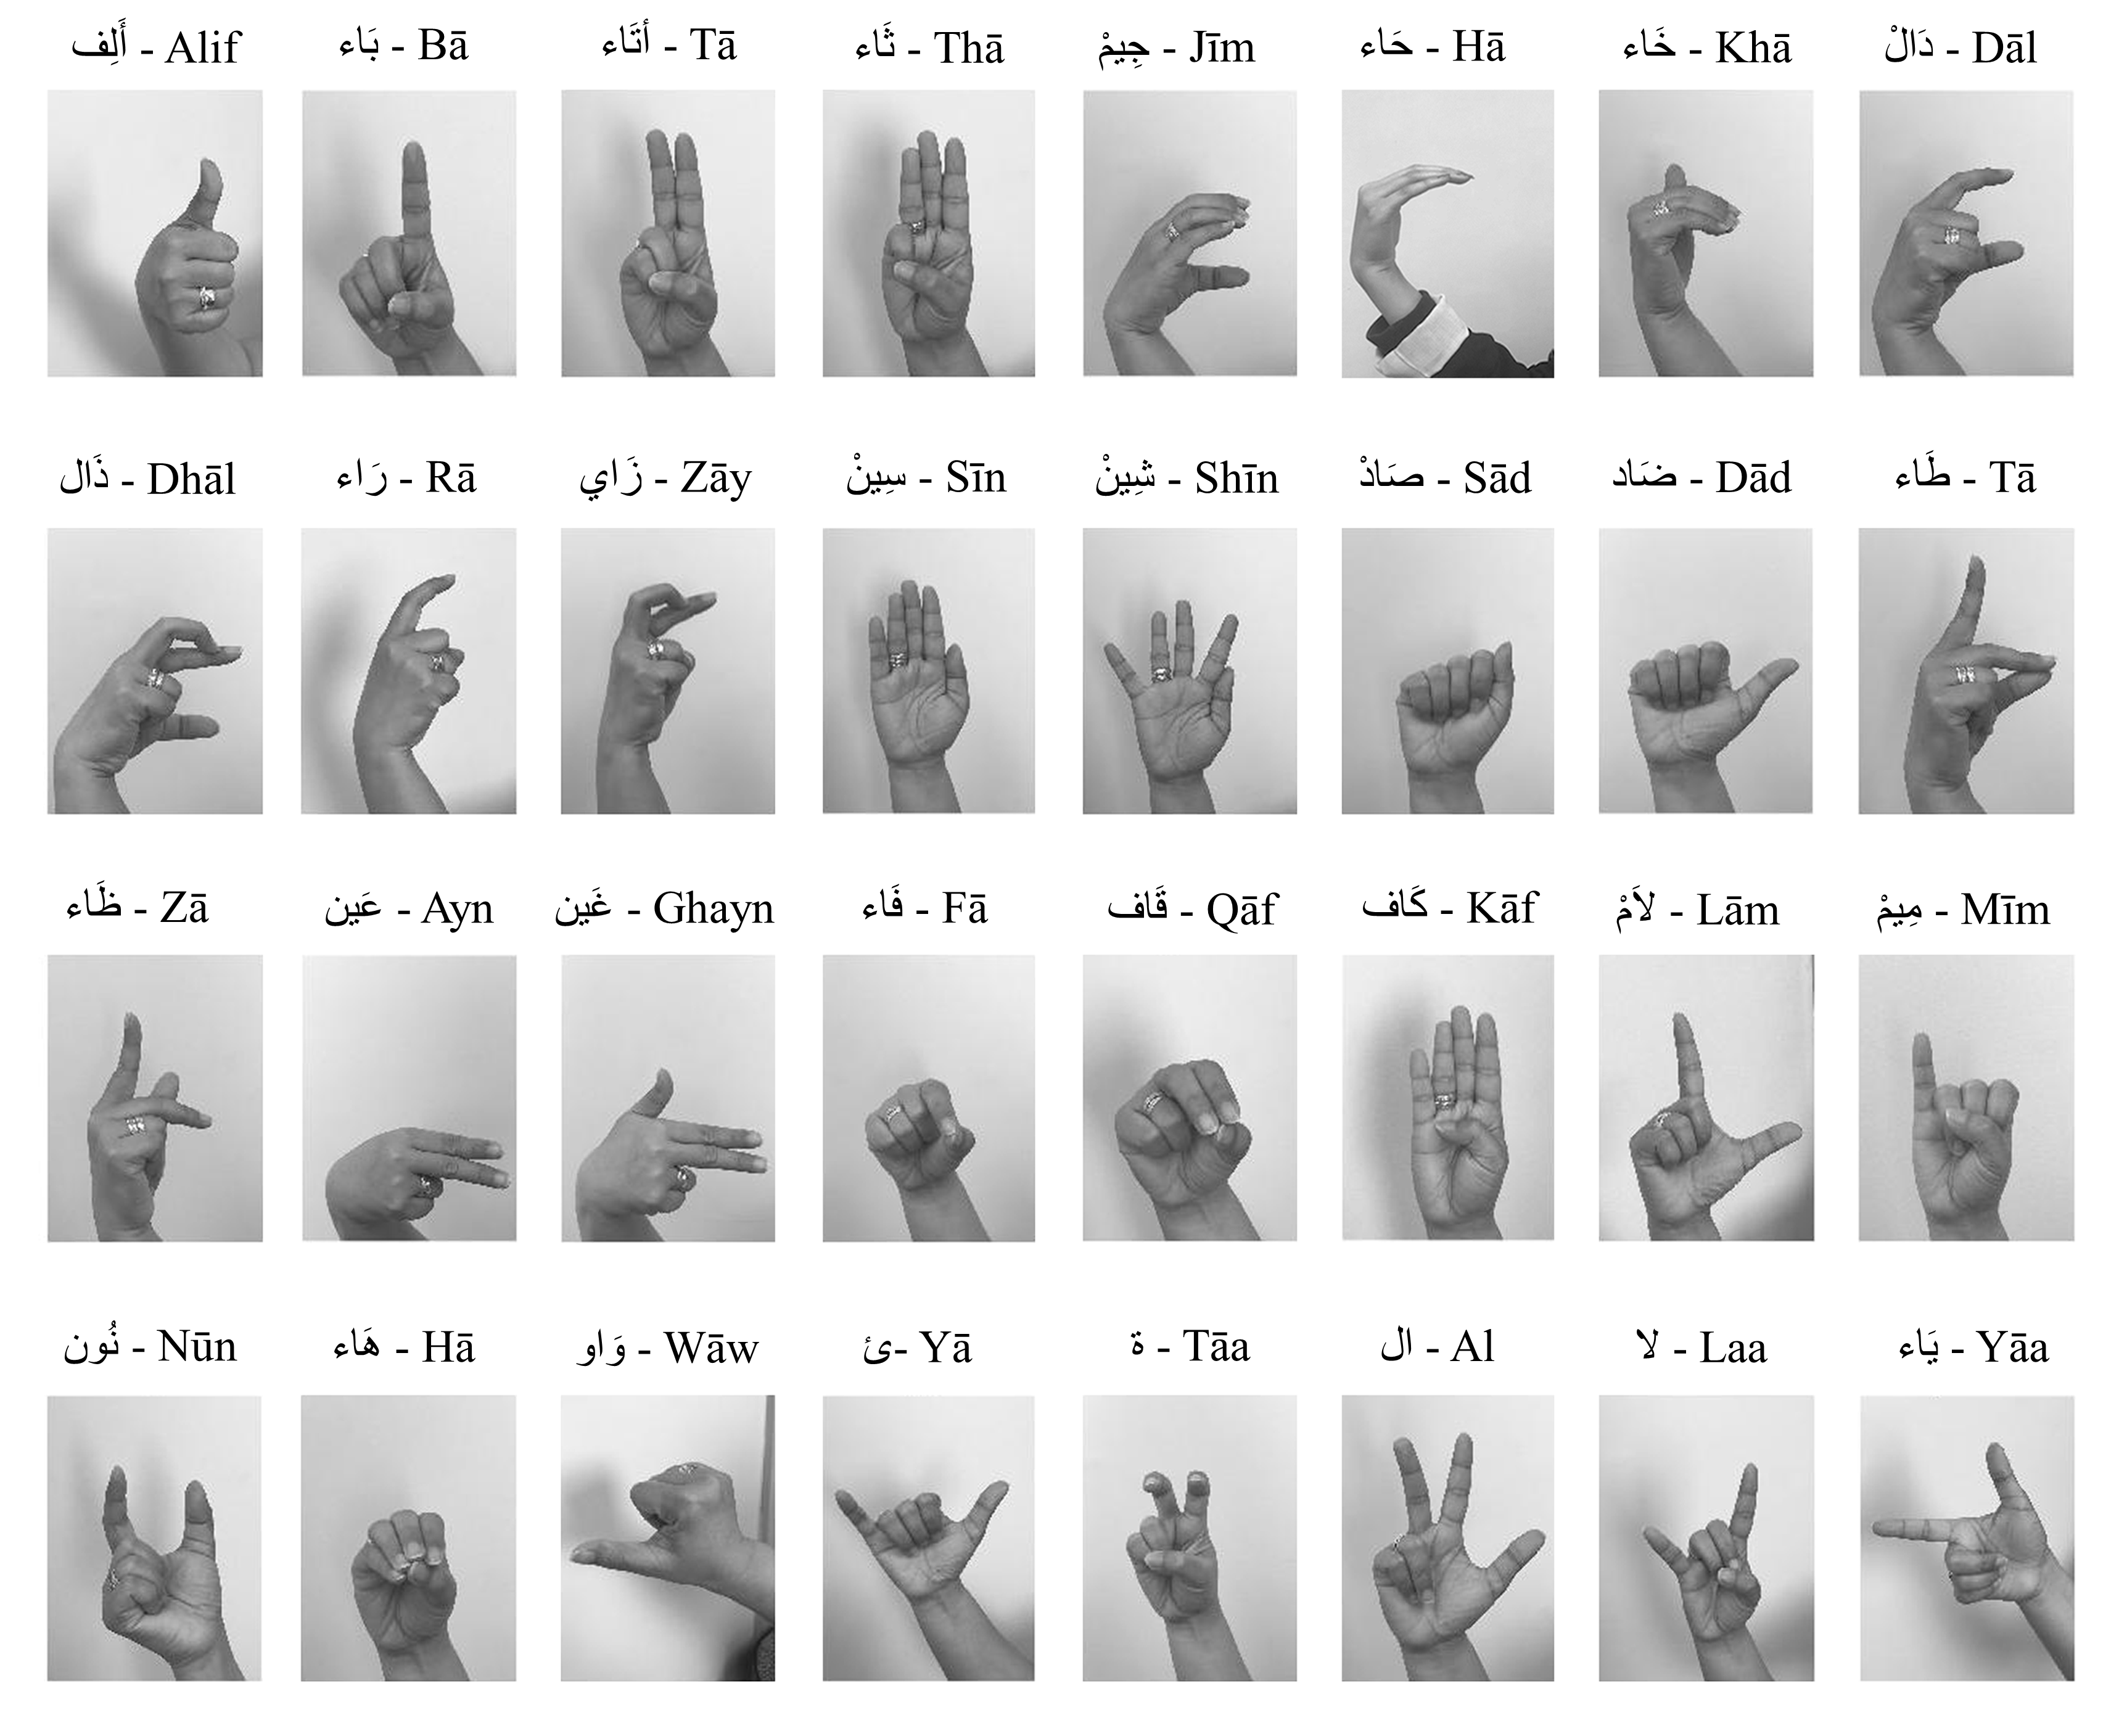 أَلِف - Alif
بَاء - Bā
أتَاء - Tā
ثَاء - Thā
جِيمْ - Jīm
حَاء - Hā
خَاء - Khā
دَالْ - Dāl
ذَال - Dhāl
رَاء - Rā
زَاي - Zāy
سِينْ - Sīn
شِينْ - Shīn
صَادْ - Sād
ضَاد - Dād
طَاء - Tā
ظَاء - Zā
عَين - Ayn
غَين - Ghayn
فَاء - Fā
قَاف - Qāf
كَاف - Kāf
لاَمْ - Lām
مِيمْ - Mīm
نُون - Nūn
هَاء - Hā
وَاو - Wāw
ئ- Yā
ة - Tāa
ال - Al
لا - Laa
يَاء - Yāa